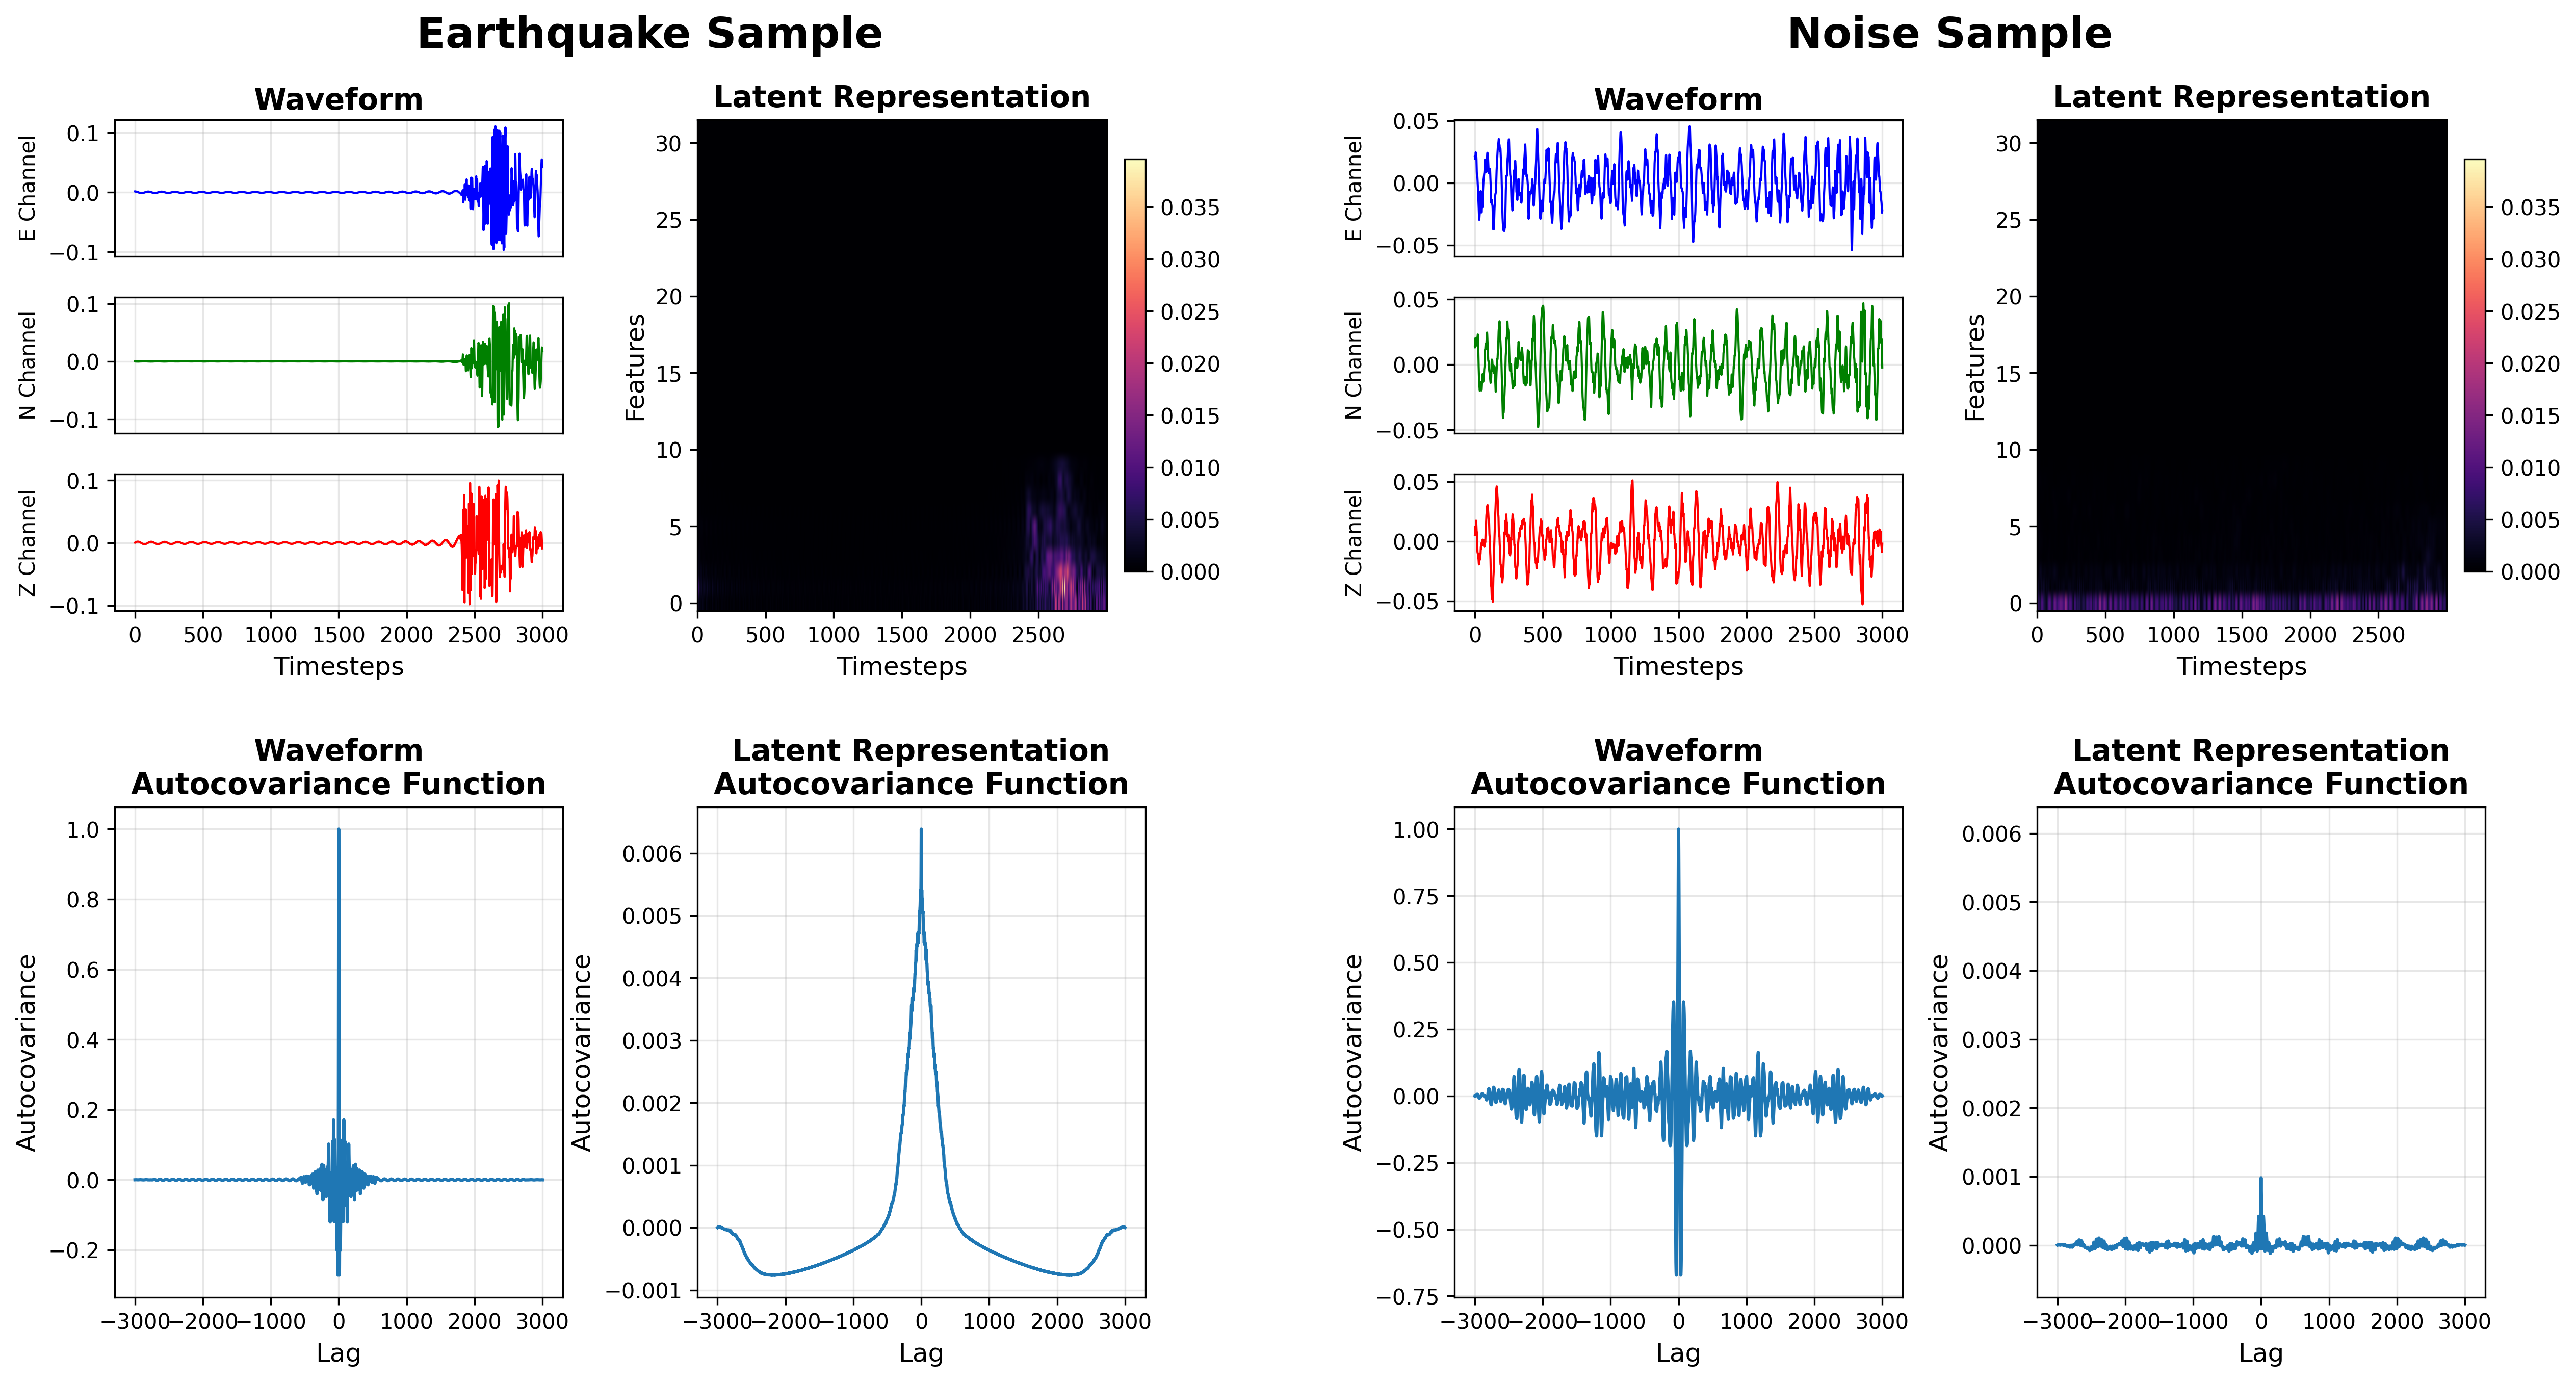 Earthquake Sample
Noise Sample
Waveform
Latent Representation
Waveform
Latent Representation
E Channel
0.1
0.0
−0.1
N Channel
0.1
0.0
−0.1
Z Channel
0.1
0.0
−0.1
0 500 1000 1500 2000 2500 3000
Timesteps
Features
30
25
20
15
10
5
0
0 500 1000 1500 2000 2500
Timesteps
0.035
0.030
0.025
0.020
0.015
0.010
0.005
0.000
E Channel
0.05
0.00
−0.05
N Channel
0.05
0.00
−0.05
Z Channel
0.05
0.00
−0.05
0 500 1000 1500 2000 2500 3000
Timesteps
Features
30
25
20
15
10
5
0
0 500 1000 1500 2000 2500
Timesteps
0.035
0.030
0.025
0.020
0.015
0.010
0.005
0.000
Waveform
Autocovariance Function
Autocovariance
1.0
0.8
0.6
0.4
0.2
0.0
−0.2
−3000 −2000 −1000 0 1000 2000 3000
Lag
Latent Representation
Autocovariance Function
Autocovariance
0.006
0.005
0.004
0.003
0.002
0.001
0.000
−0.001
−3000 −2000 −1000 0 1000 2000 3000
Lag
Waveform
Autocovariance Function
Autocovariance
1.00
0.75
0.50
0.25
0.00
−0.25
−0.50
−0.75
−3000 −2000 −1000 0 1000 2000 3000
Lag
Latent Representation
Autocovariance Function
Autocovariance
0.006
0.005
0.004
0.003
0.002
0.001
0.000
−3000 −2000 −1000 0 1000 2000 3000
Lag